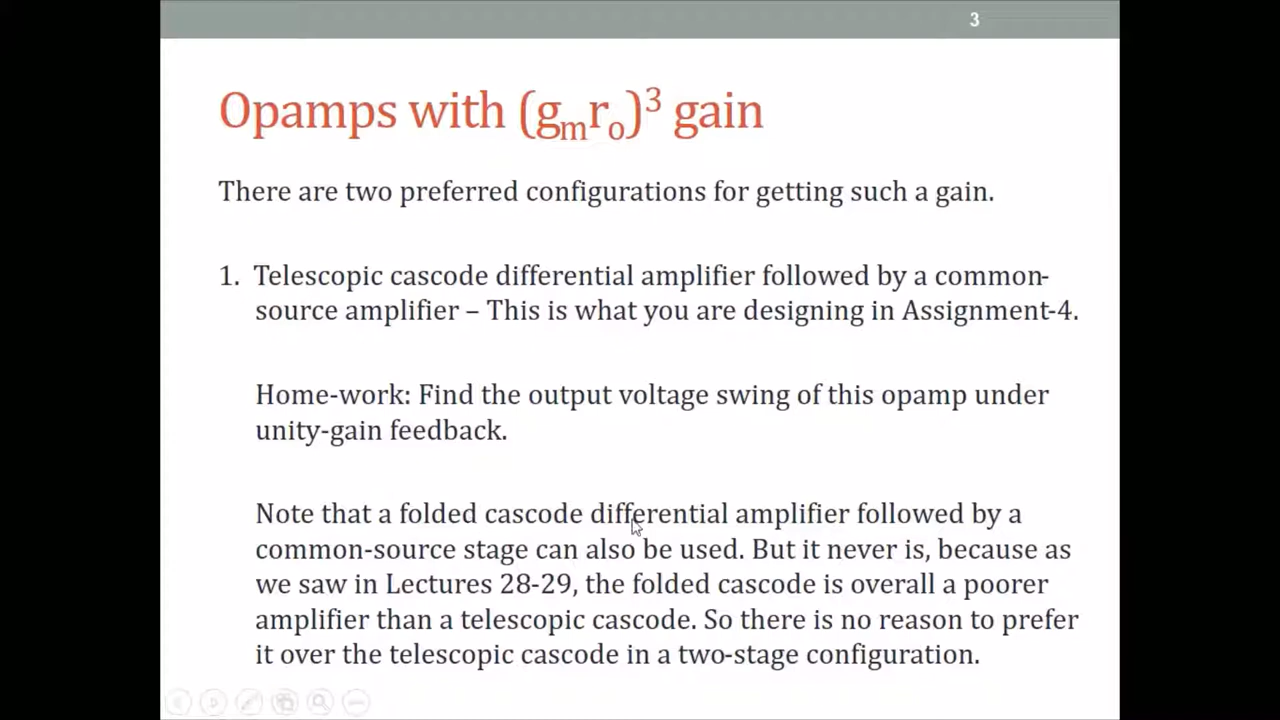 3
Opamps with (gₘrₒ)³ gain
There are two preferred configurations for getting such a gain.
1. Telescopic cascode differential amplifier followed by a common-
source amplifier – This is what you are designing in Assignment-4.
Home-work: Find the output voltage swing of this opamp under
unity-gain feedback.
Note that a folded cascode differential amplifier followed by a
common-source stage can also be used. But it never is, because as
we saw in Lectures 28-29, the folded cascode is overall a poorer
amplifier than a telescopic cascode. So there is no reason to prefer
it over the telescopic cascode in a two-stage configuration.